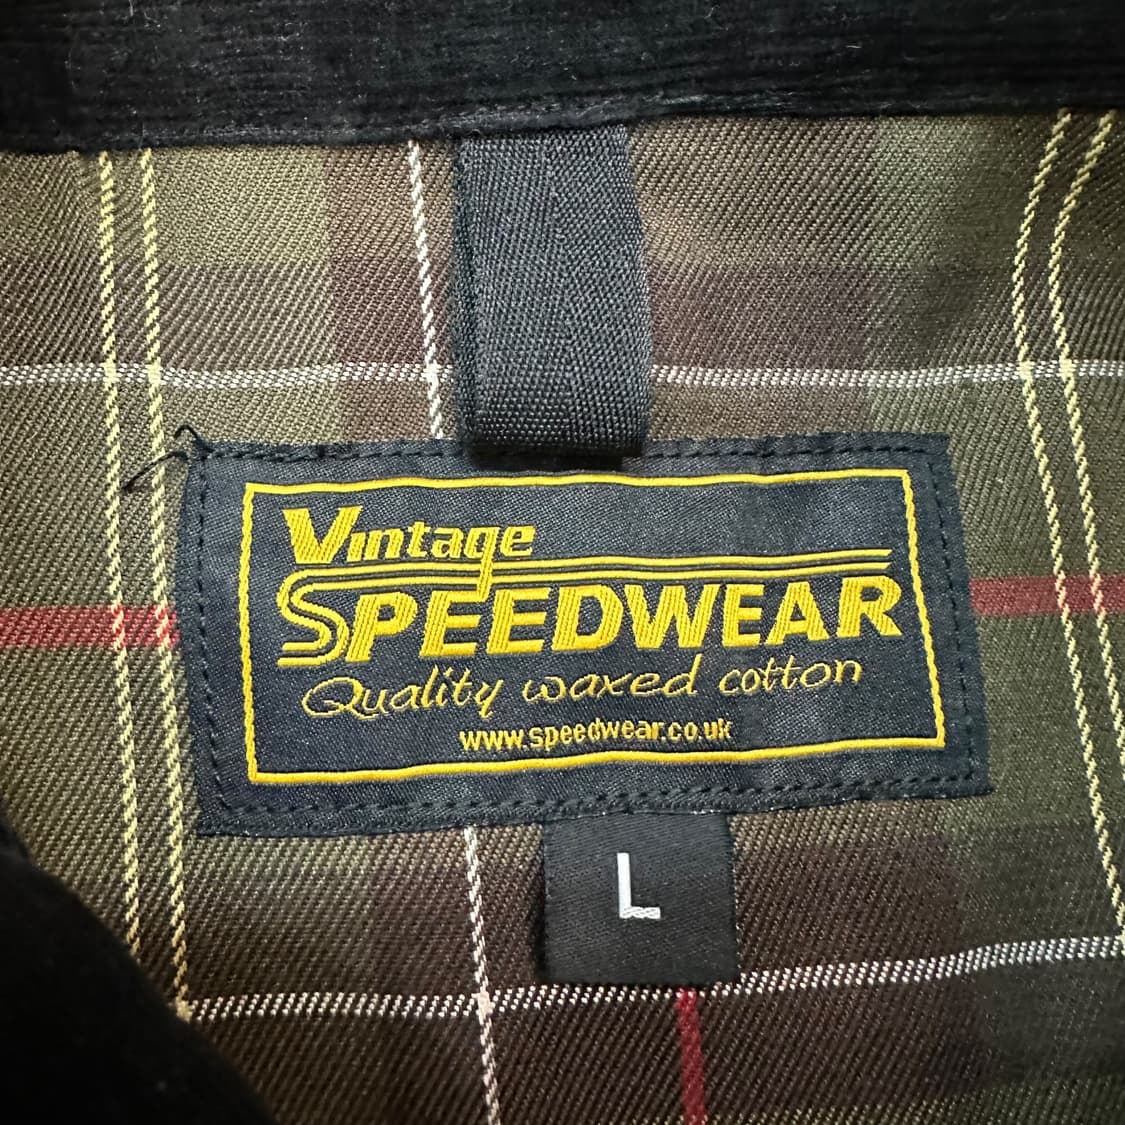 Vintage
SPEEDWEAR
Quality waxed cotton
www.speedwear.co.uk
L